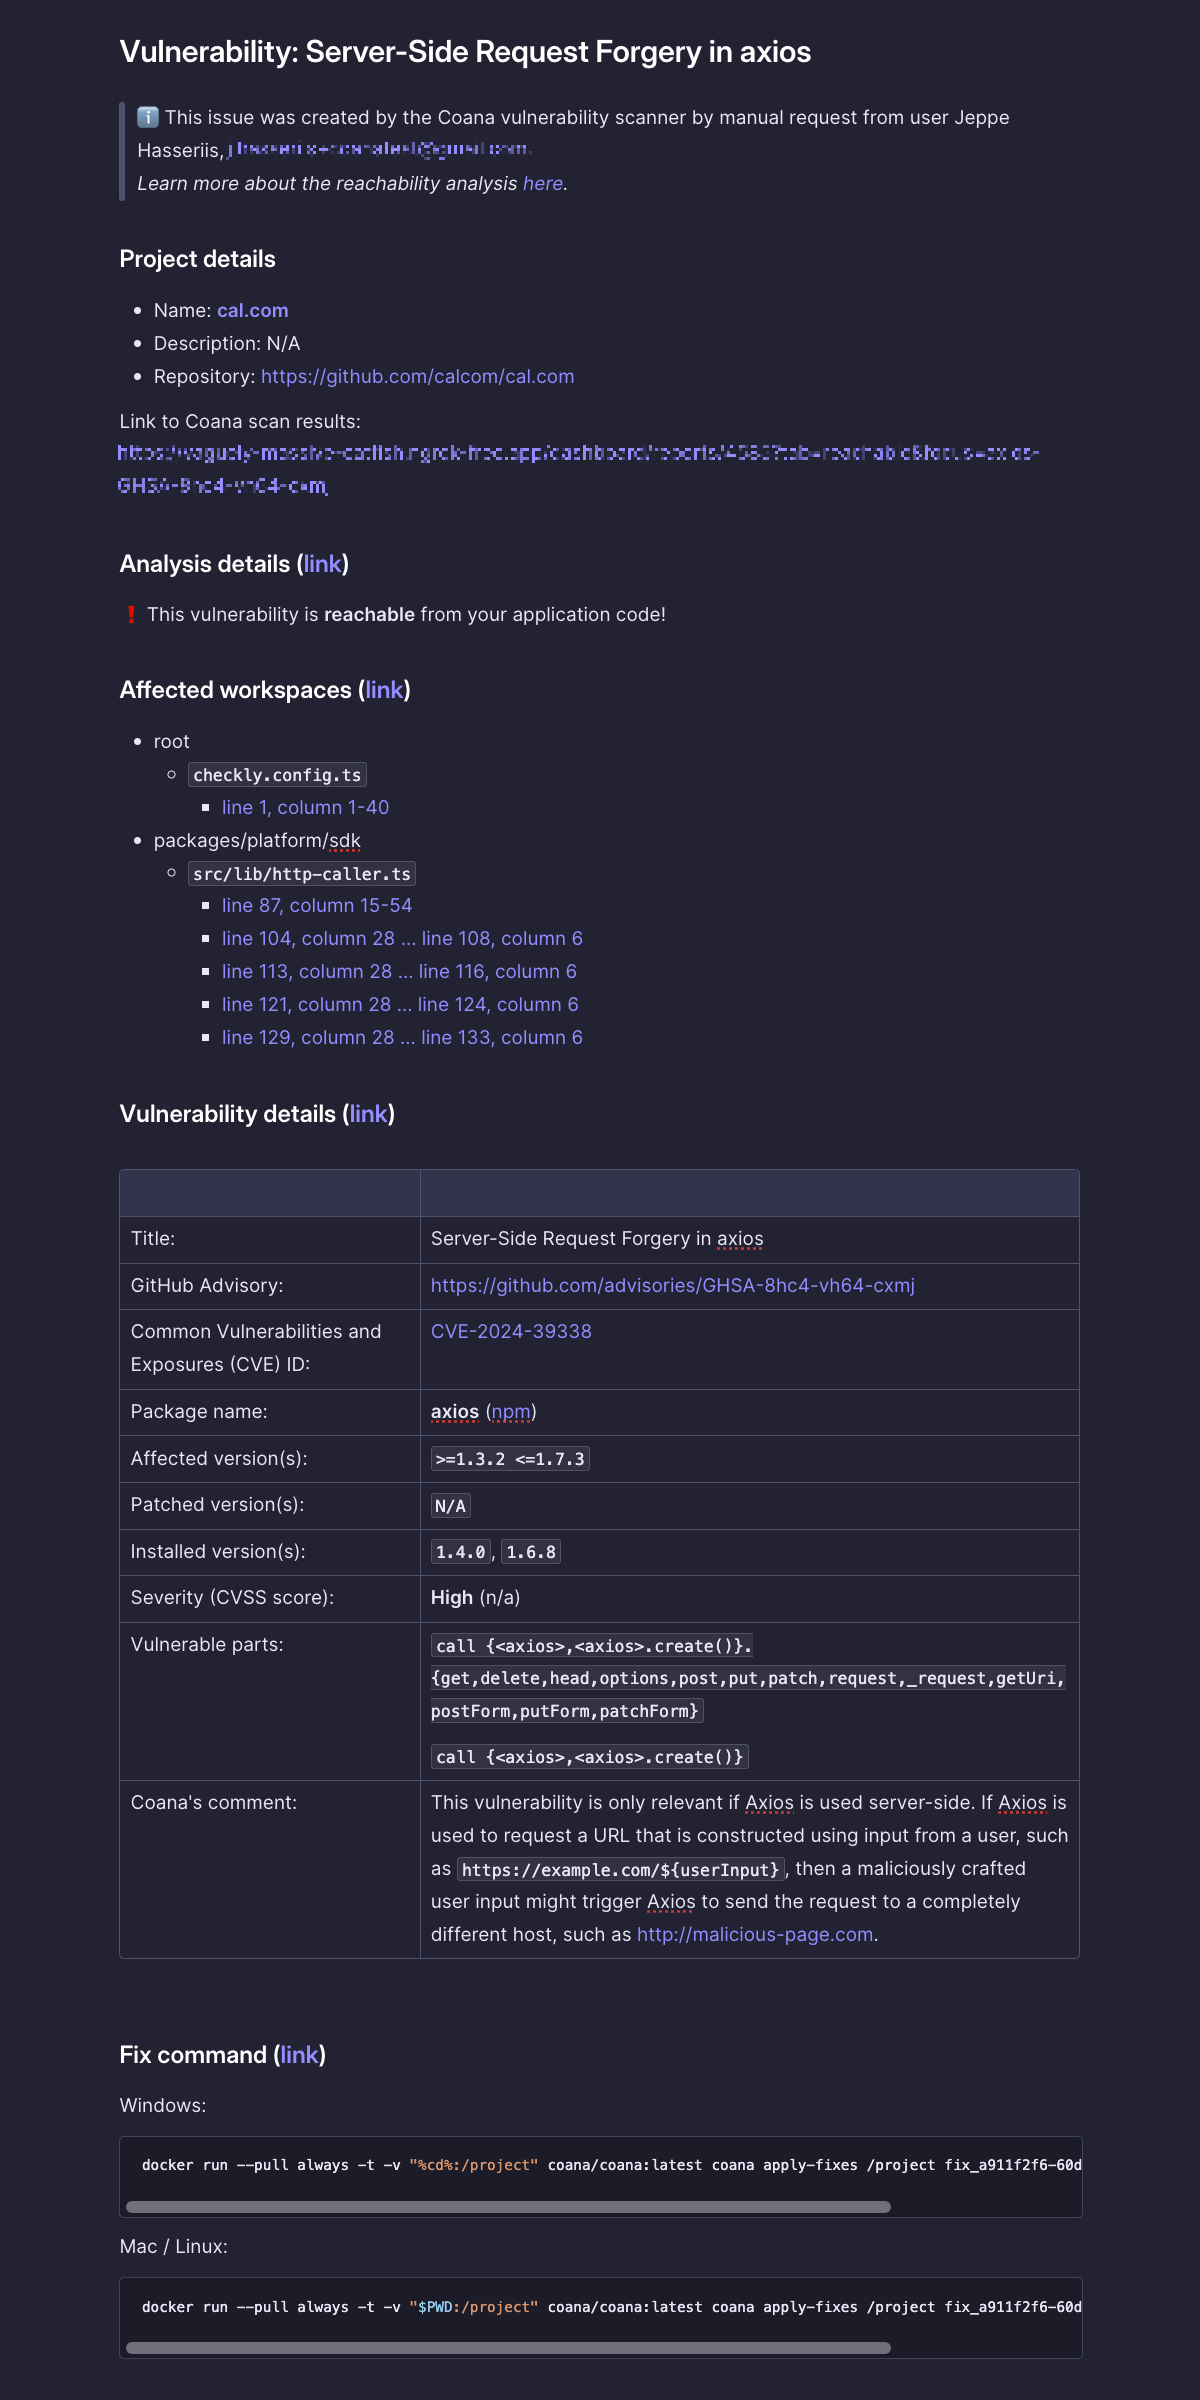 Vulnerability: Server-Side Request Forgery in axios
This issue was created by the Coana vulnerability scanner by manual request from user Jeppe
Hasseriis,
Learn more about the reachability analysis here.
Project details
• Name: cal.com
• Description: N/A
• Repository: https://github.com/calcom/cal.com
Link to Coana scan results:
Analysis details (link)
❗ This vulnerability is reachable from your application code!
Affected workspaces (link)
• root
◦ checkly.config.ts
▪ line 1, column 1-40
• packages/platform/sdk
◦ src/lib/http-caller.ts
▪ line 87, column 15-54
▪ line 104, column 28 ... line 108, column 6
▪ line 113, column 28 ... line 116, column 6
▪ line 121, column 28 ... line 124, column 6
▪ line 129, column 28 ... line 133, column 6
Vulnerability details (link)
Title: Server-Side Request Forgery in axios
GitHub Advisory: https://github.com/advisories/GHSA-8hc4-vh64-cxmj
Common Vulnerabilities and CVE-2024-39338
Exposures (CVE) ID:
Package name: axios (npm)
Affected version(s): >=1.3.2 <=1.7.3
Patched version(s): N/A
Installed version(s): 1.4.0, 1.6.8
Severity (CVSS score): High (n/a)
Vulnerable parts: call {<axios>,<axios>.create()}.
{get,delete,head,options,post,put,patch,request,_request,getUri,
postForm,putForm,patchForm}
call {<axios>,<axios>.create()}
Coana's comment: This vulnerability is only relevant if Axios is used server-side. If Axios is
used to request a URL that is constructed using input from a user, such
as https://example.com/${userInput}, then a maliciously crafted
user input might trigger Axios to send the request to a completely
different host, such as http://malicious-page.com.
Fix command (link)
Windows:
docker run --pull always -t -v "%cd%:/project" coana/coana:latest coana apply-fixes /project fix_a911f2f6-60d
Mac / Linux:
docker run --pull always -t -v "$PWD:/project" coana/coana:latest coana apply-fixes /project fix_a911f2f6-60d